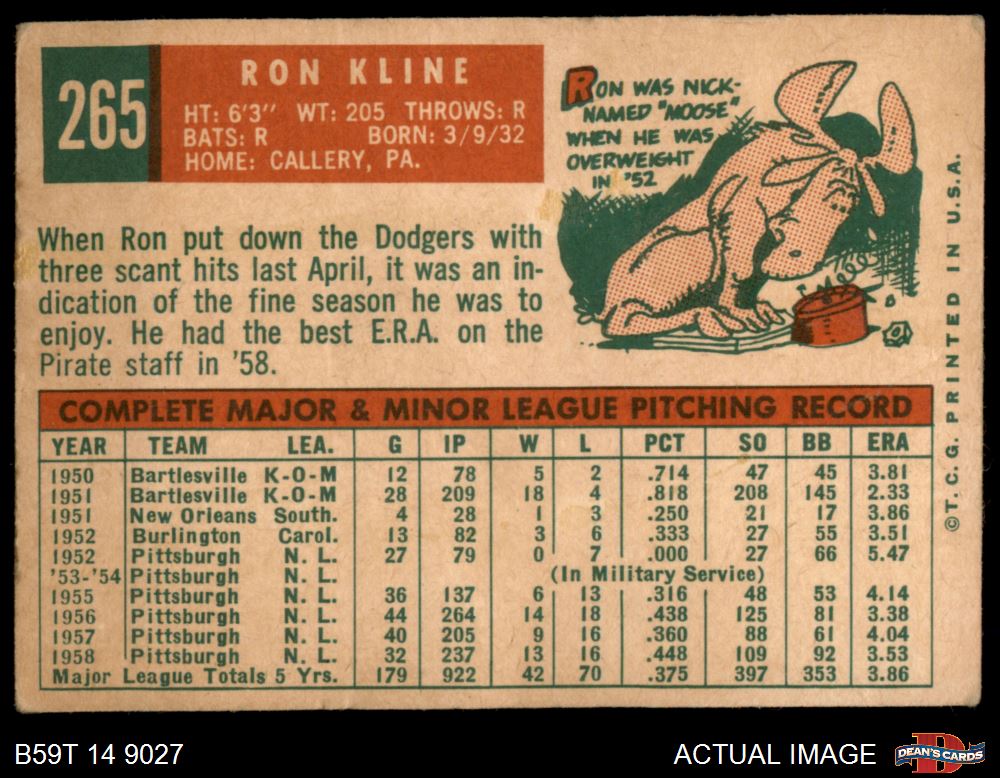 265
RON KLINE
HT: 6'3" WT: 205 THROWS: R
BATS: R BORN: 3/9/32
HOME: CALLERY, PA.
RON WAS NICK-
NAMED "MOOSE"
WHEN HE WAS
OVERWEIGHT
IN '52
When Ron put down the Dodgers with
three scant hits last April, it was an in-
dication of the fine season he was to
enjoy. He had the best E.R.A. on the
Pirate staff in '58.
COMPLETE MAJOR & MINOR LEAGUE PITCHING RECORD
YEAR TEAM LEA. G IP W L PCT SO BB ERA
1950 Bartlesville K-O-M 12 78 5 2 .714 47 45 3.81
1951 Bartlesville K-O-M 28 209 18 4 .818 208 145 2.33
1951 New Orleans South. 4 28 1 3 .250 21 17 3.86
1952 Burlington Carol. 13 82 3 6 .333 27 55 3.51
1952 Pittsburgh N. L. 27 79 0 7 .000 27 66 5.47
'53-'54 Pittsburgh N. L. (In Military Service)
1955 Pittsburgh N. L. 36 137 6 13 .316 48 53 4.14
1956 Pittsburgh N. L. 44 264 14 18 .438 125 81 3.38
1957 Pittsburgh N. L. 40 205 9 16 .360 88 61 4.04
1958 Pittsburgh N. L. 32 237 13 16 .448 109 92 3.53
Major League Totals 5 Yrs. 179 922 42 70 .375 397 353 3.86
©T. C. G. PRINTED IN U.S.A.
B59T 14 9027
ACTUAL IMAGE
DEAN'S CARDS